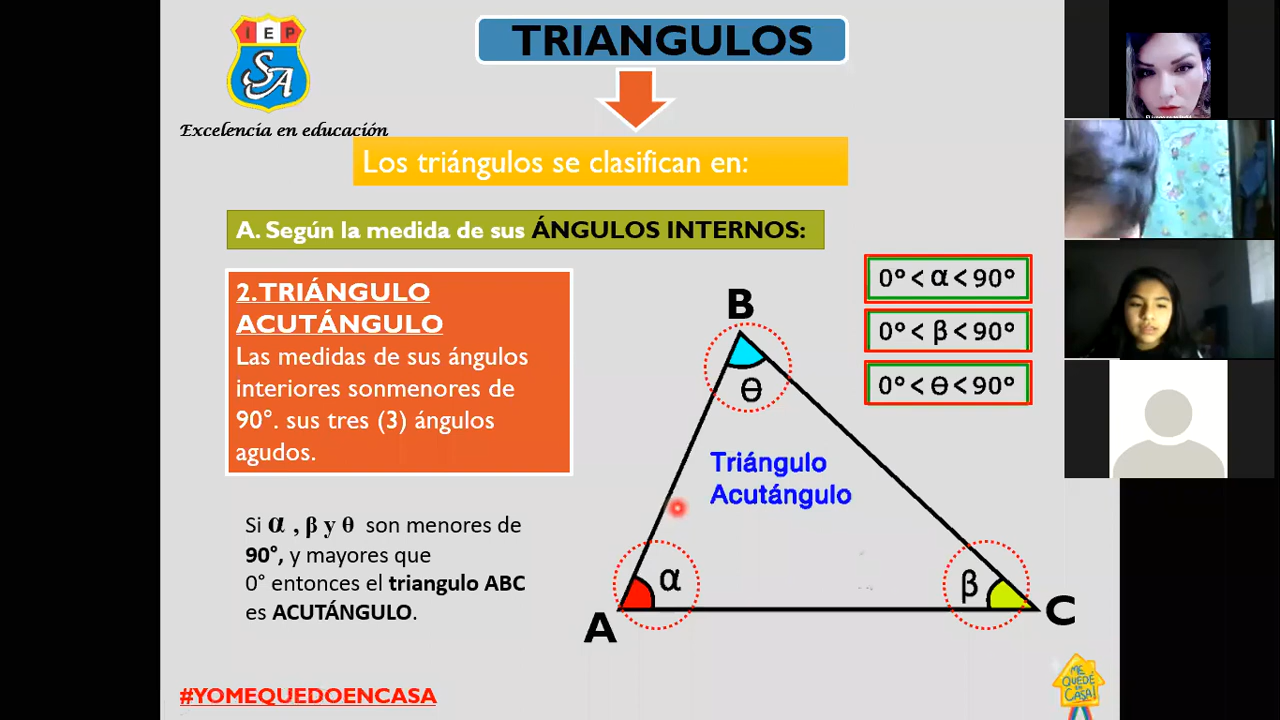 I E P
SA
Excelencia en educación
TRIANGULOS
Los triángulos se clasifican en:
A. Según la medida de sus ÁNGULOS INTERNOS:
2.TRIÁNGULO
ACUTÁNGULO
Las medidas de sus ángulos
interiores sonmenores de
90°. sus tres (3) ángulos
agudos.
Si α , β y θ son menores de
90°, y mayores que
0° entonces el triangulo ABC
es ACUTÁNGULO.
0° < α < 90°
0° < β < 90°
0° < θ < 90°
B
θ
Triángulo
Acutángulo
α
β
A
C
#YOMEQUEDOENCASA
ME
QUEDÉ
EN
CASA!